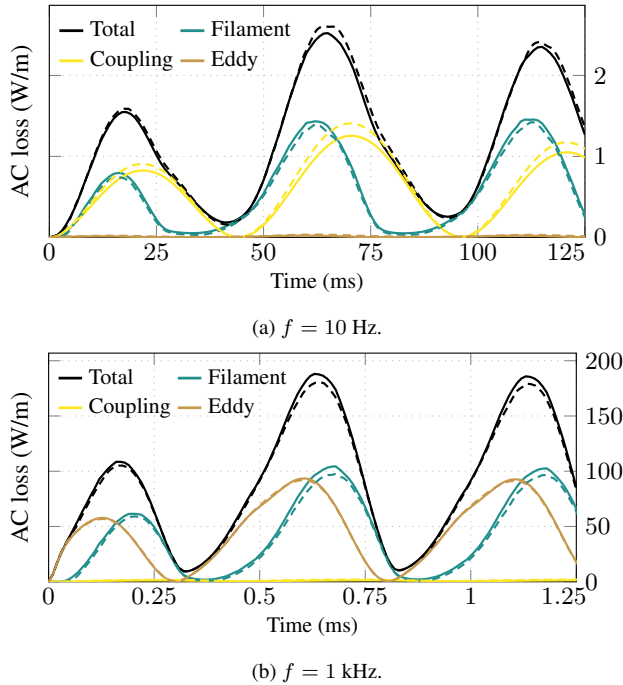 Total Filament
Coupling Eddy
AC loss (W/m)
2
1
0
0 25 50 75 100 125
Time (ms)
(a) f = 10 Hz.
Total Filament
Coupling Eddy
AC loss (W/m)
200
150
100
50
0
0 0.25 0.5 0.75 1 1.25
Time (ms)
(b) f = 1 kHz.